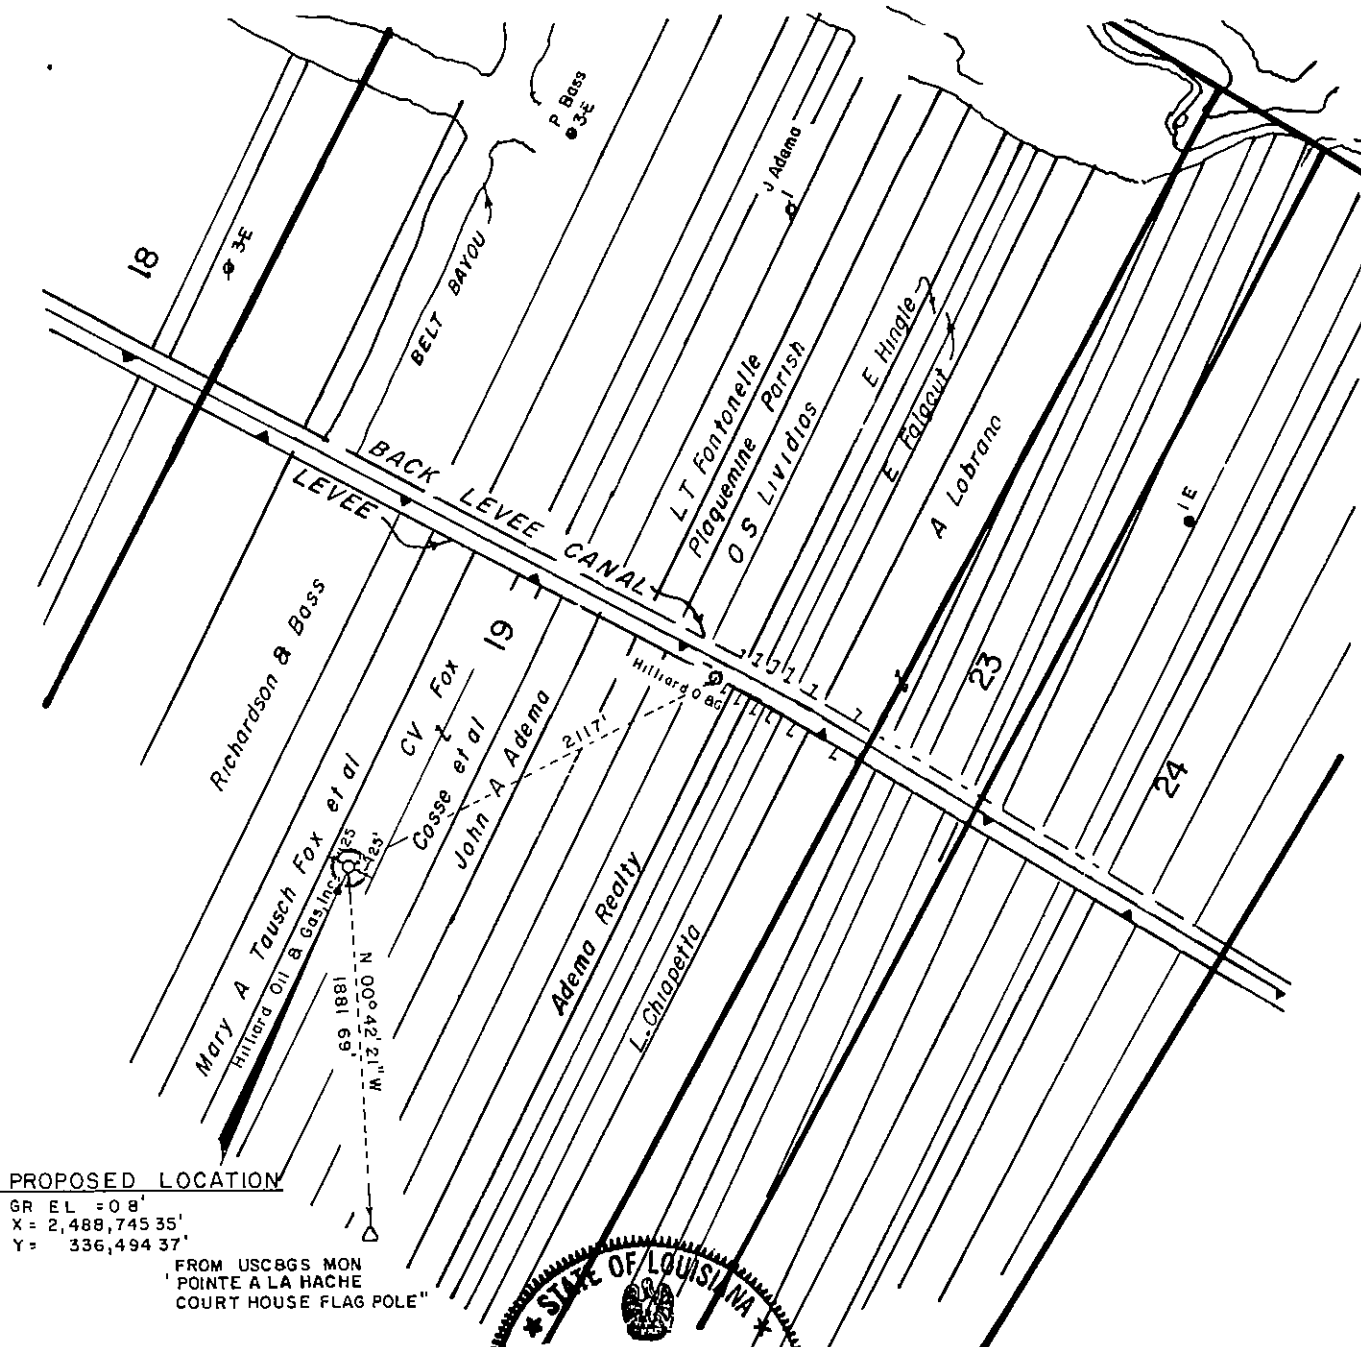 P Bass
3-E
J Adema
1
18
3-E
BELT BAYOU
BACK LEVEE CANAL
LEVEE
L T Fontonelle
Plaquemine Parish
O S Lividios
E Hingle
E Falgout
A Lobrano
1 E
Richardson & Bass
19
CV Fox
Cosse et al
John A Adema
Hilliard O&G
2117'
23
24
Mary A Tausch Fox et al
Hilliard Oil & Gas, Inc
425
125'
Adema Realty
L. Chiapetta
N 00° 42' 21" W
1881 69'
PROPOSED LOCATION
GR EL = 0 8'
X = 2,488,745 35'
Y = 336,494 37'
FROM USC&GS MON
'POINTE A LA HACHE
COURT HOUSE FLAG POLE"
★ STATE OF LOUISIANA ★